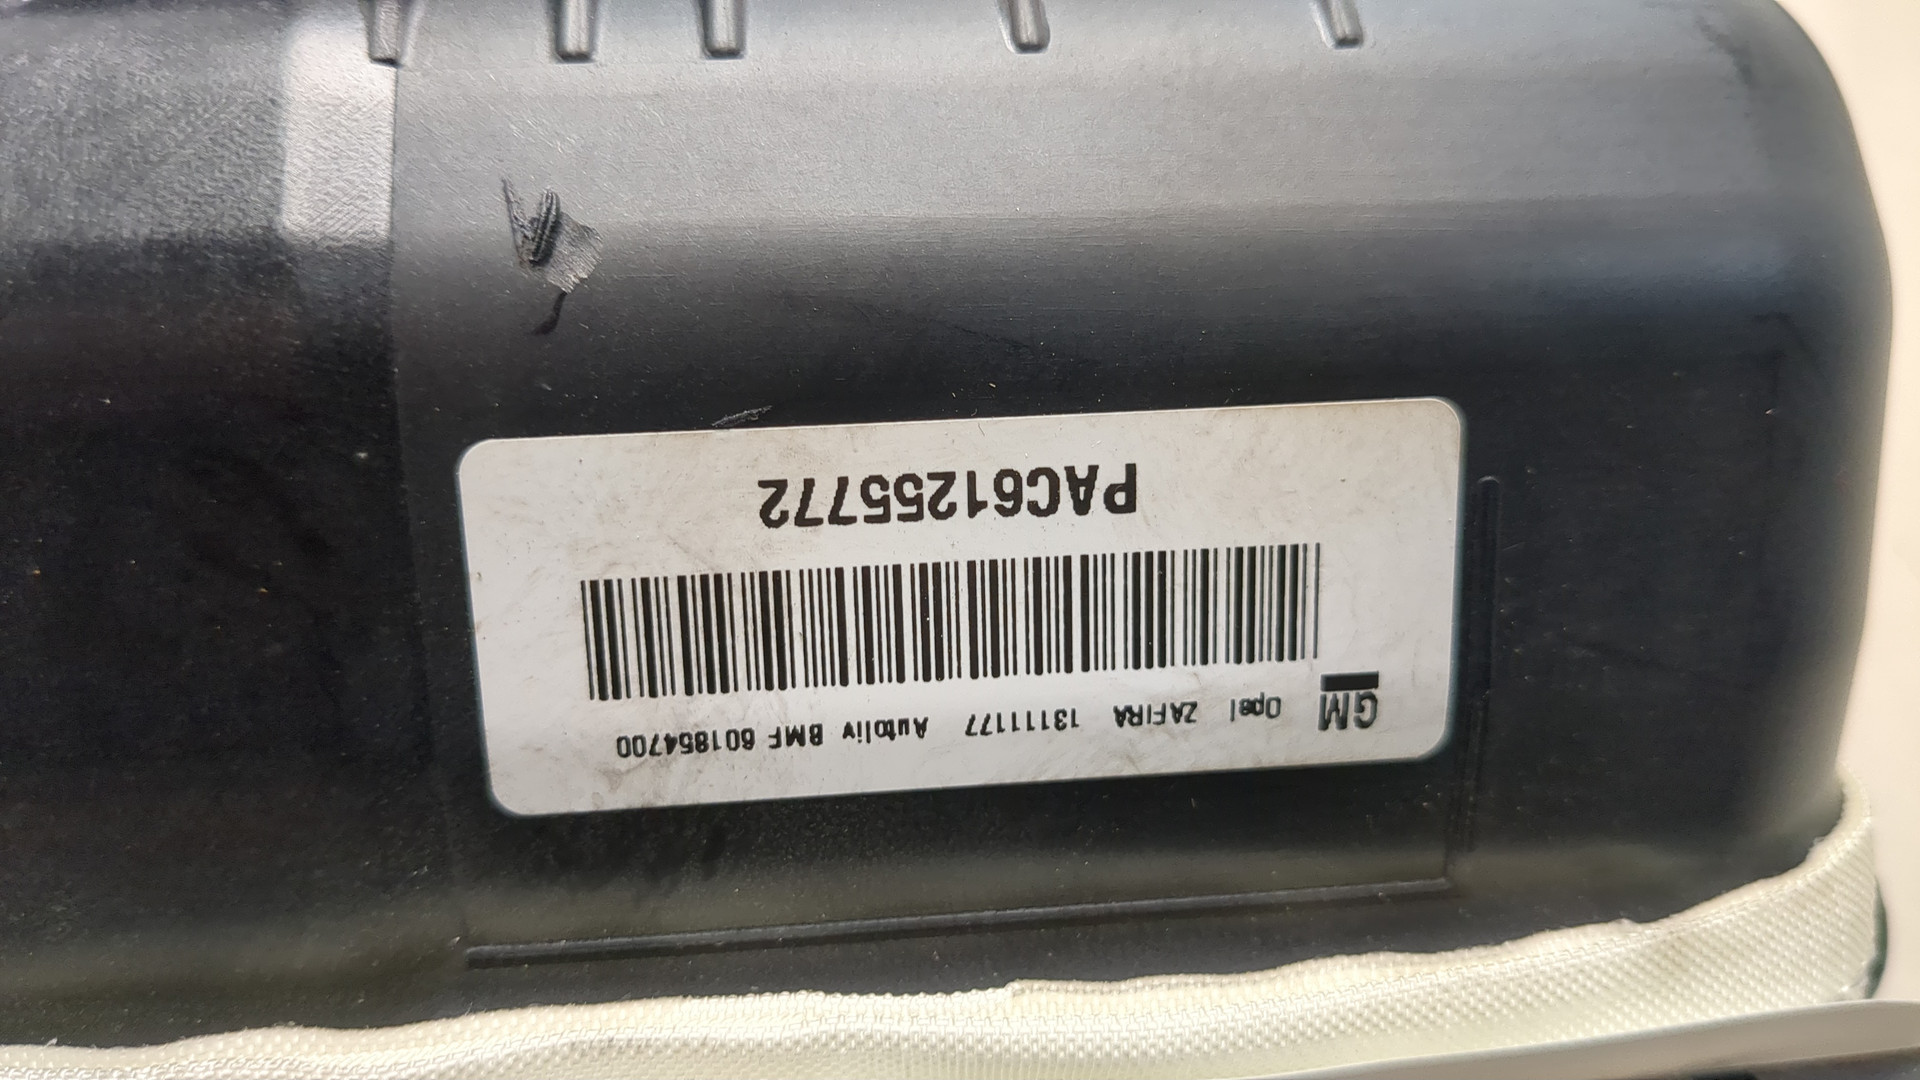 GM Opel ZAFIRA 13111177 Autoliv BMF 601854700
PAC61255772